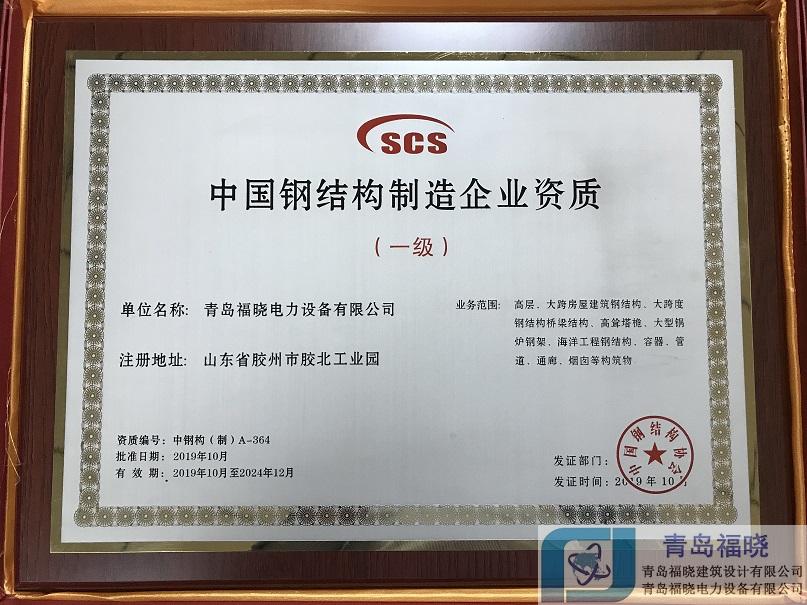 SCS
中国钢结构制造企业资质
(一级)
单位名称: 青岛福晓电力设备有限公司
注册地址: 山东省胶州市胶北工业园
业务范围: 高层、大跨房屋建筑钢结构、大跨度
钢结构桥梁结构、高耸塔桅、大型锅
炉钢架、海洋工程钢结构、容器、管
道、通廊、烟囱等构筑物
资质编号: 中钢构(制)A-364
批准日期: 2019年10月
有 效 期: 2019年10月至2024年12月
发证部门:
中国钢结构协会
发证时间: 2019年10月
青岛福晓
青岛福晓建筑设计有限公司
青岛福晓电力设备有限公司